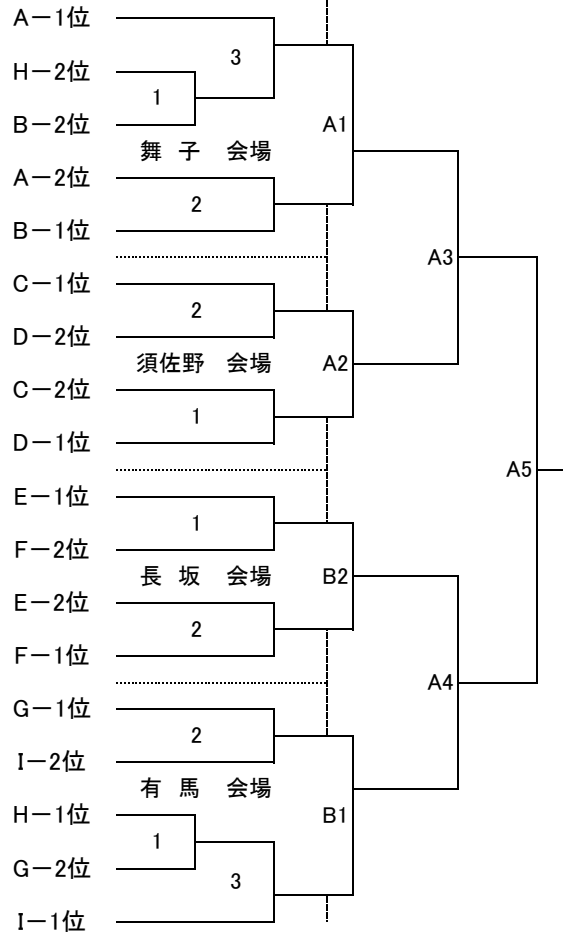 A－1位
3
H－2位
1
B－2位
A1
舞 子 会場
A－2位
2
B－1位
A3
C－1位
2
D－2位
須佐野 会場
A2
C－2位
1
D－1位
A5
E－1位
1
F－2位
長 坂 会場
B2
E－2位
2
F－1位
A4
G－1位
2
I－2位
有 馬 会場
H－1位
B1
1
G－2位
3
I－1位